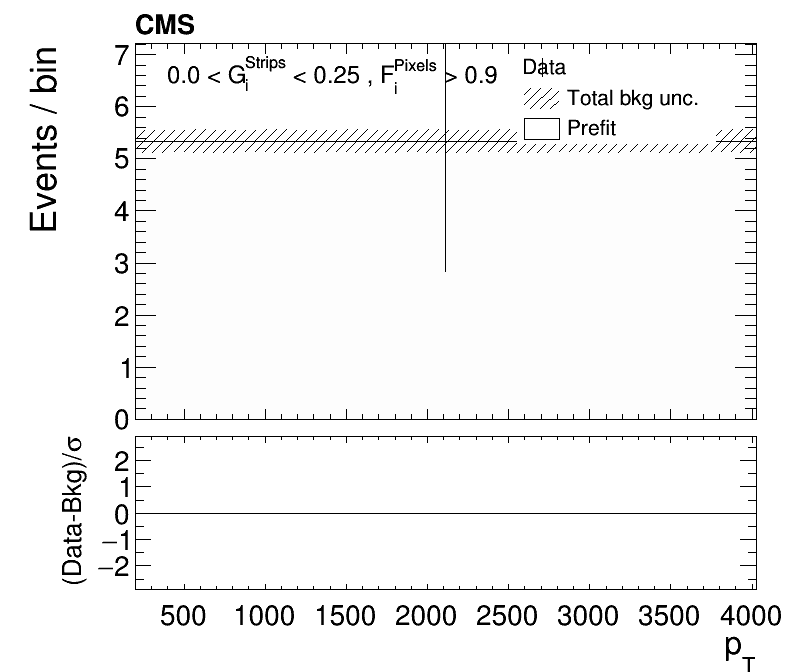 CMS
Events / bin
7
6
5
4
3
2
1
0
0.0 < G_i^Strips < 0.25 , F_i^Pixels > 0.9
Data
Total bkg unc.
Prefit
(Data-Bkg)/σ
2
1
0
−1
−2
500 1000 1500 2000 2500 3000 3500 4000
p_T